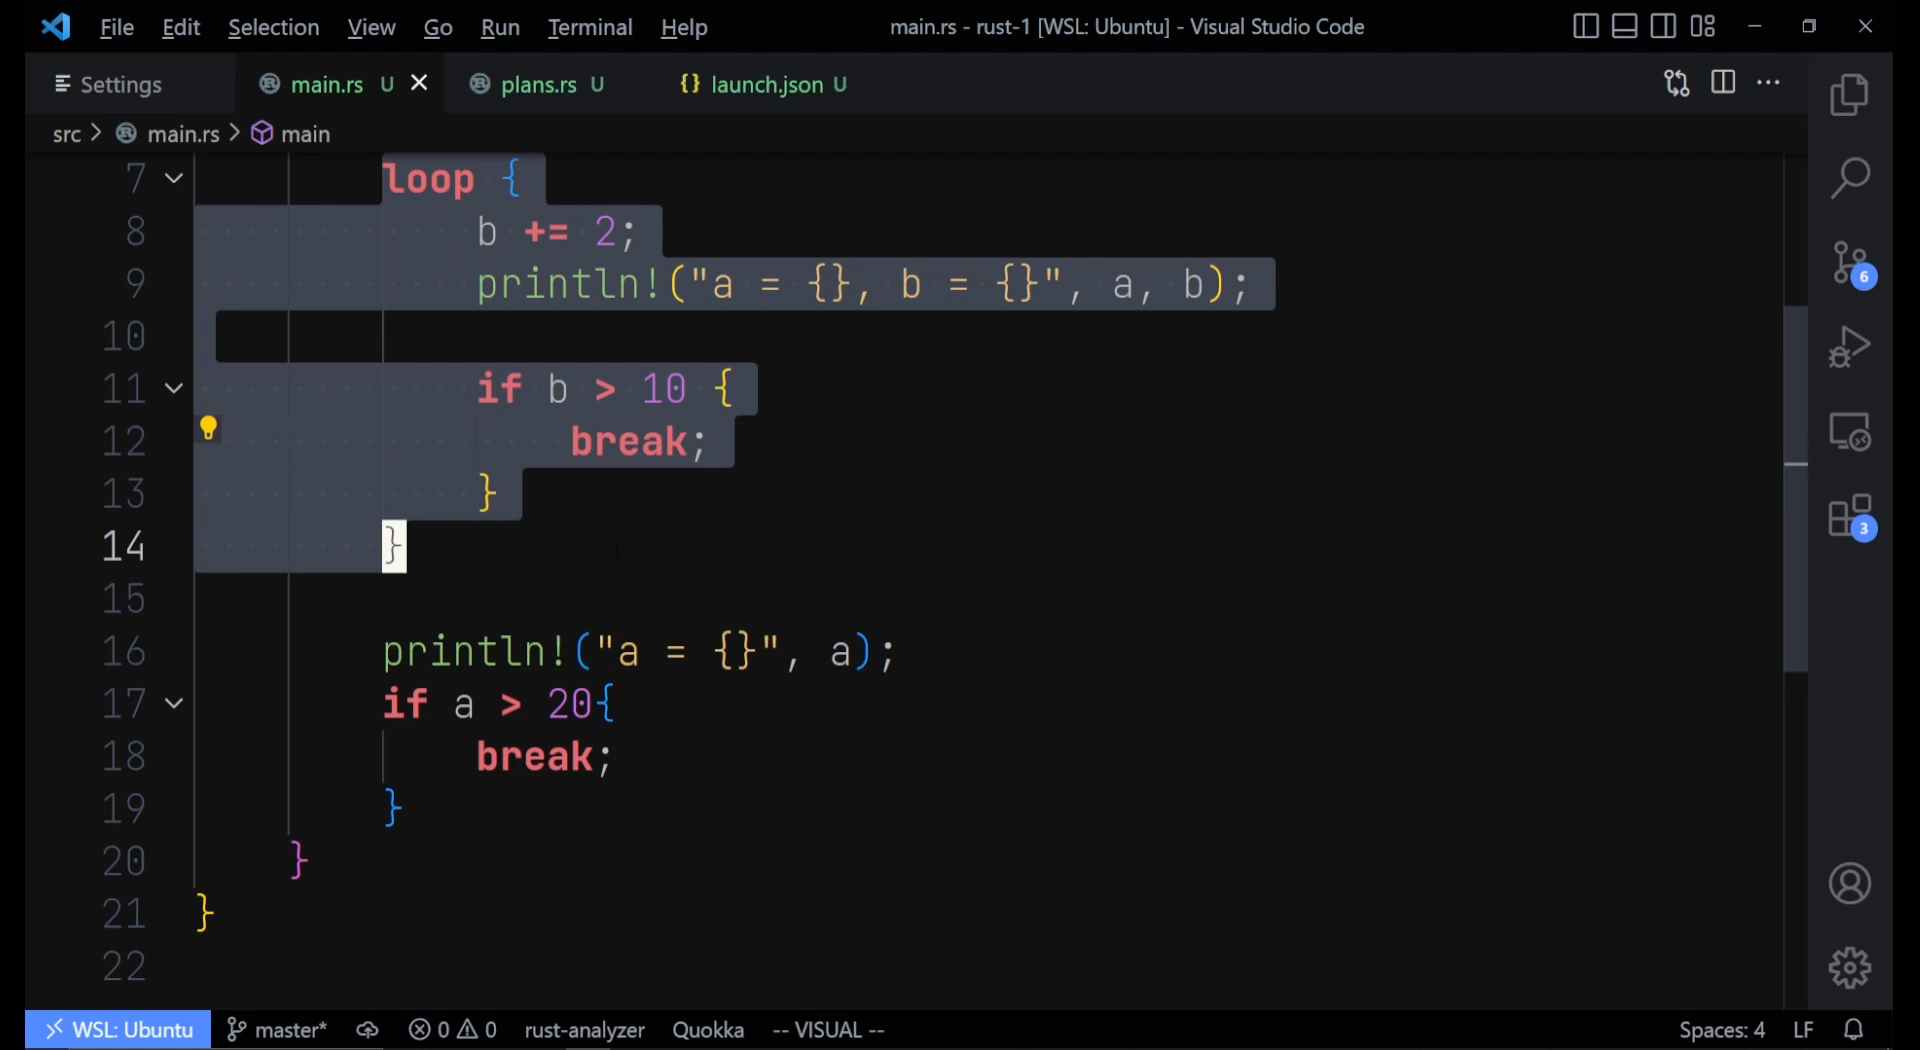 File Edit Selection View Go Run Terminal Help main.rs - rust-1 [WSL: Ubuntu] - Visual Studio Code
Settings main.rs U plans.rs U {} launch.json U
src > main.rs > main
7 loop {
8 b += 2;
9 println!("a = {}, b = {}", a, b);
10
11 if b > 10 {
12 break;
13 }
14 }
15
16 println!("a = {}", a);
17 if a > 20{
18 break;
19 }
20 }
21 }
22
6
3
WSL: Ubuntu master* 0 0 rust-analyzer Quokka -- VISUAL -- Spaces: 4 LF